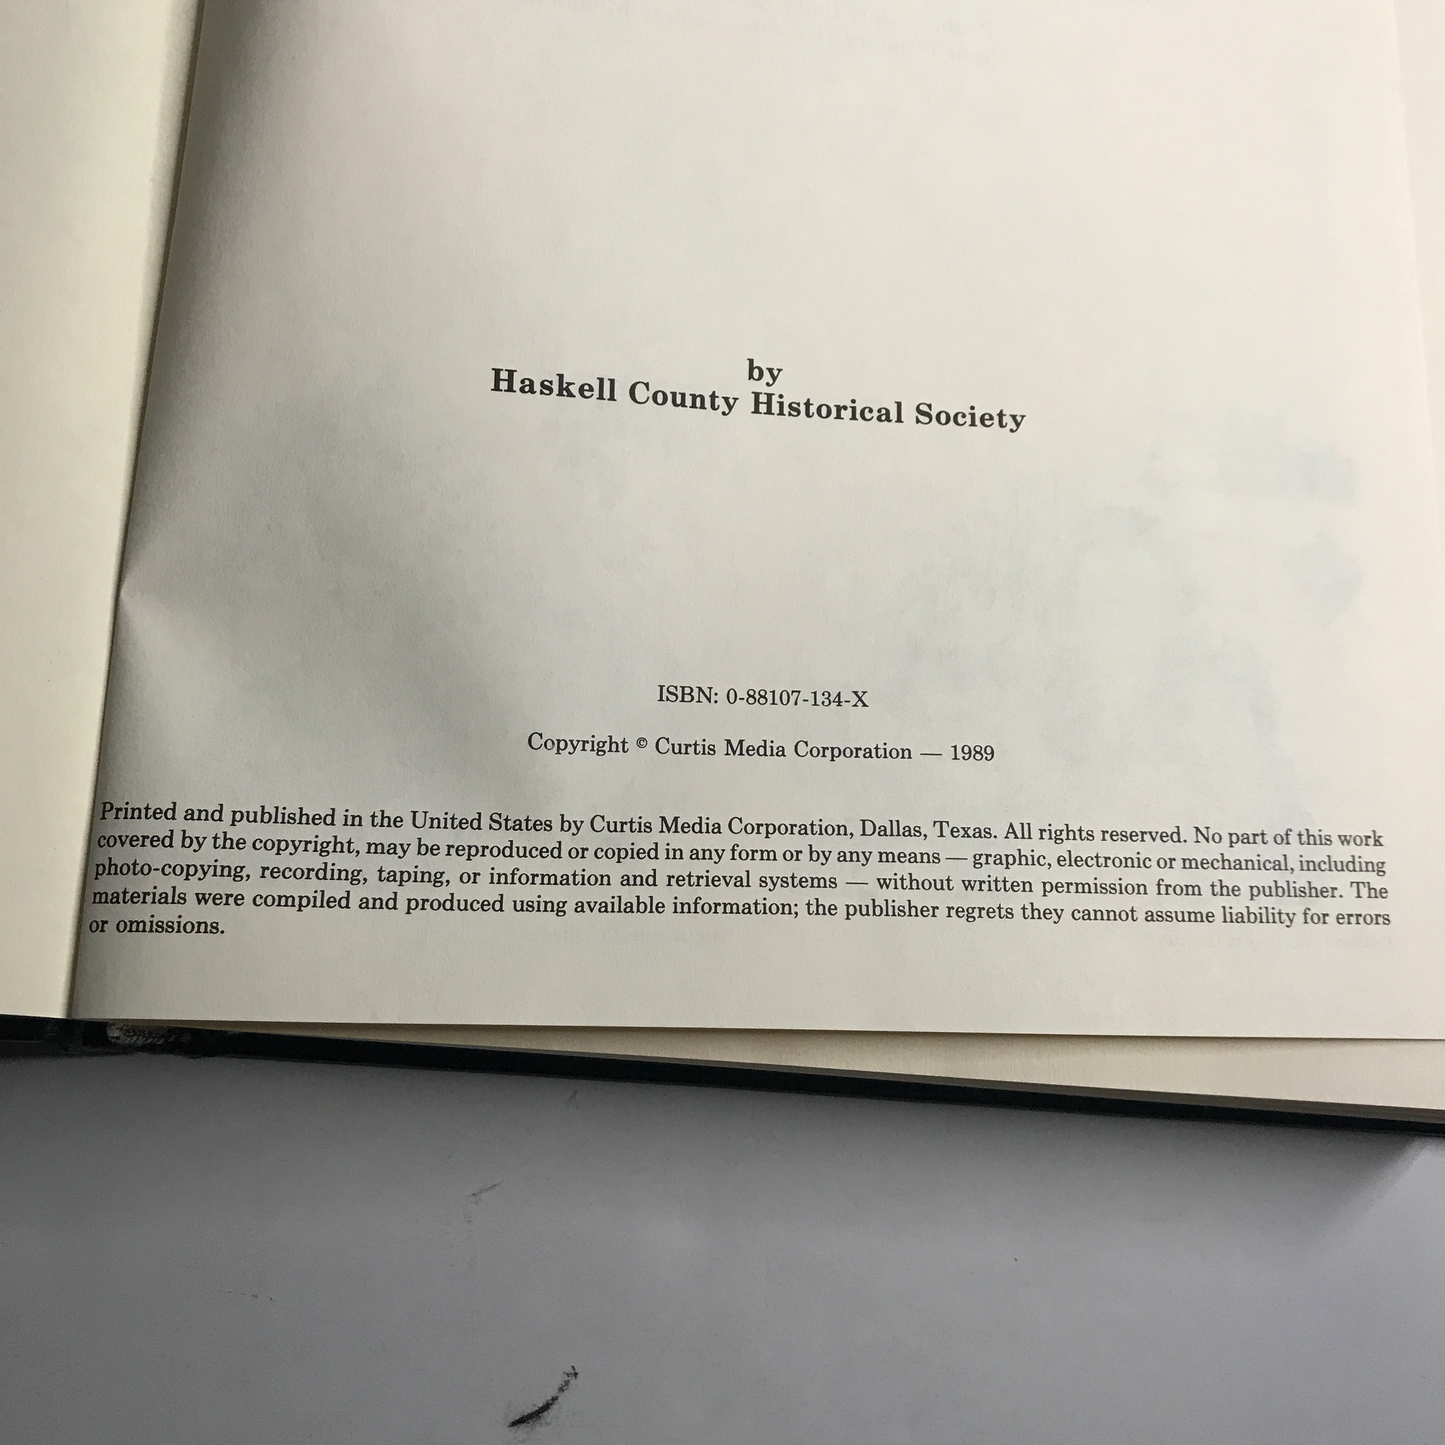 by
Haskell County Historical Society
ISBN: 0-88107-134-X
Copyright © Curtis Media Corporation — 1989
Printed and published in the United States by Curtis Media Corporation, Dallas, Texas. All rights reserved. No part of this work
covered by the copyright, may be reproduced or copied in any form or by any means — graphic, electronic or mechanical, including
photo-copying, recording, taping, or information and retrieval systems — without written permission from the publisher. The
materials were compiled and produced using available information; the publisher regrets they cannot assume liability for errors
or omissions.